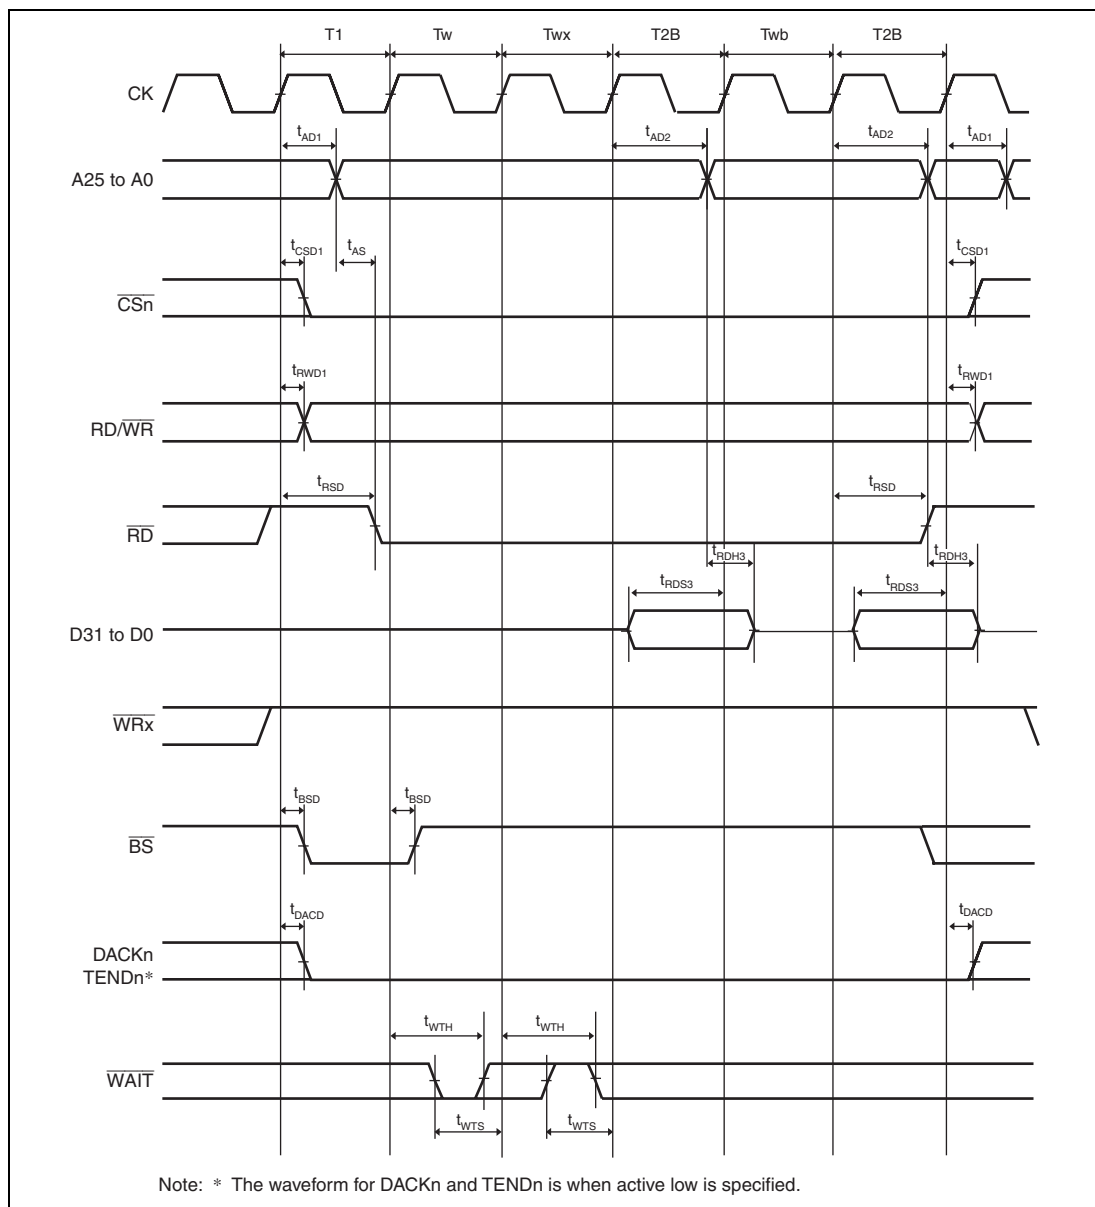 T1 Tw Twx T2B Twb T2B
CK
tAD1 tAD2 tAD2 tAD1
A25 to A0
tCSD1 tAS tCSD1
CSn
tRWD1 tRWD1
RD/WR
tRSD tRSD
RD
tRDH3 tRDH3
tRDS3 tRDS3
D31 to D0
WRx
tBSD tBSD
BS
tDACD tDACD
DACKn
TENDn*
tWTH tWTH
WAIT
tWTS tWTS
Note: * The waveform for DACKn and TENDn is when active low is specified.